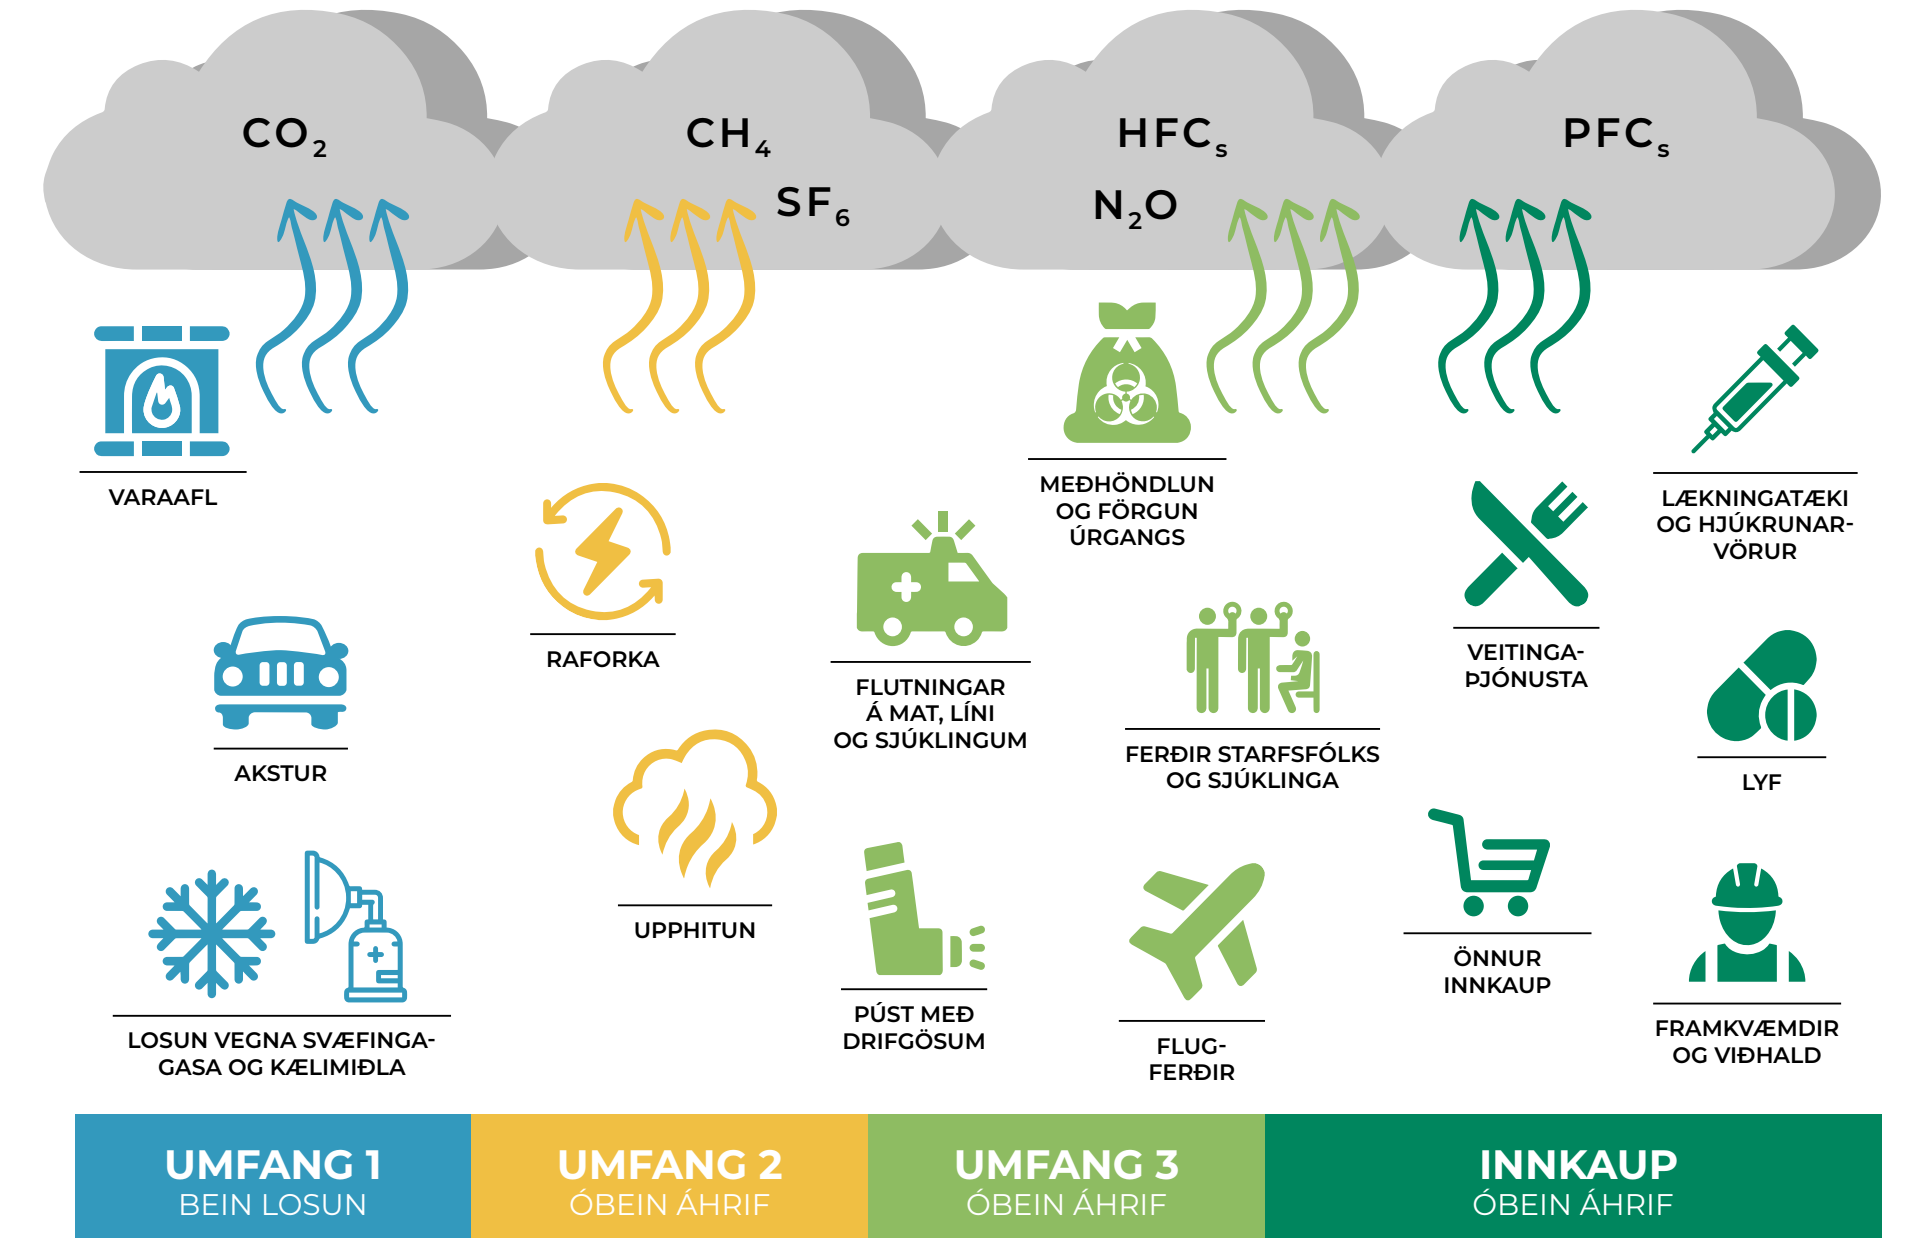 CO2
CH4
SF6
HFCs
N2O
PFCs
VARAAFL
AKSTUR
LOSUN VEGNA SVÆFINGA-
GASA OG KÆLIMIÐLA
RAFORKA
UPPHITUN
FLUTNINGAR
Á MAT, LÍNI
OG SJÚKLINGUM
PÚST MEÐ
DRIFGÖSUM
MEÐHÖNDLUN
OG FÖRGUN
ÚRGANGS
FERÐIR STARFSFÓLKS
OG SJÚKLINGA
FLUG-
FERÐIR
VEITINGA-
ÞJÓNUSTA
ÖNNUR
INNKAUP
LÆKNINGATÆKI
OG HJÚKRUNAR-
VÖRUR
LYF
FRAMKVÆMDIR
OG VIÐHALD
UMFANG 1
BEIN LOSUN
UMFANG 2
ÓBEIN ÁHRIF
UMFANG 3
ÓBEIN ÁHRIF
INNKAUP
ÓBEIN ÁHRIF